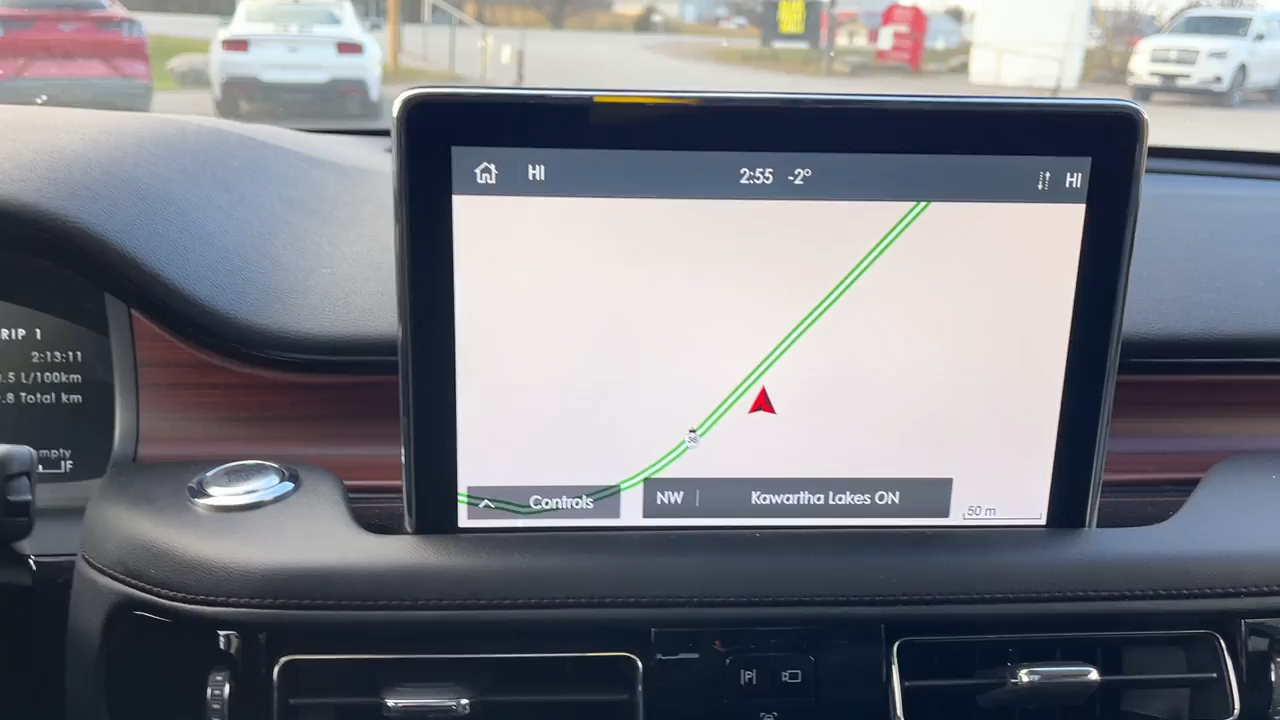 HI
2:55 -2°
HI
36
Controls
NW
Kawartha Lakes ON
50 m
RIP 1
2:13:11
.5 L/100km
.8 Total km
mpty
F
|P|